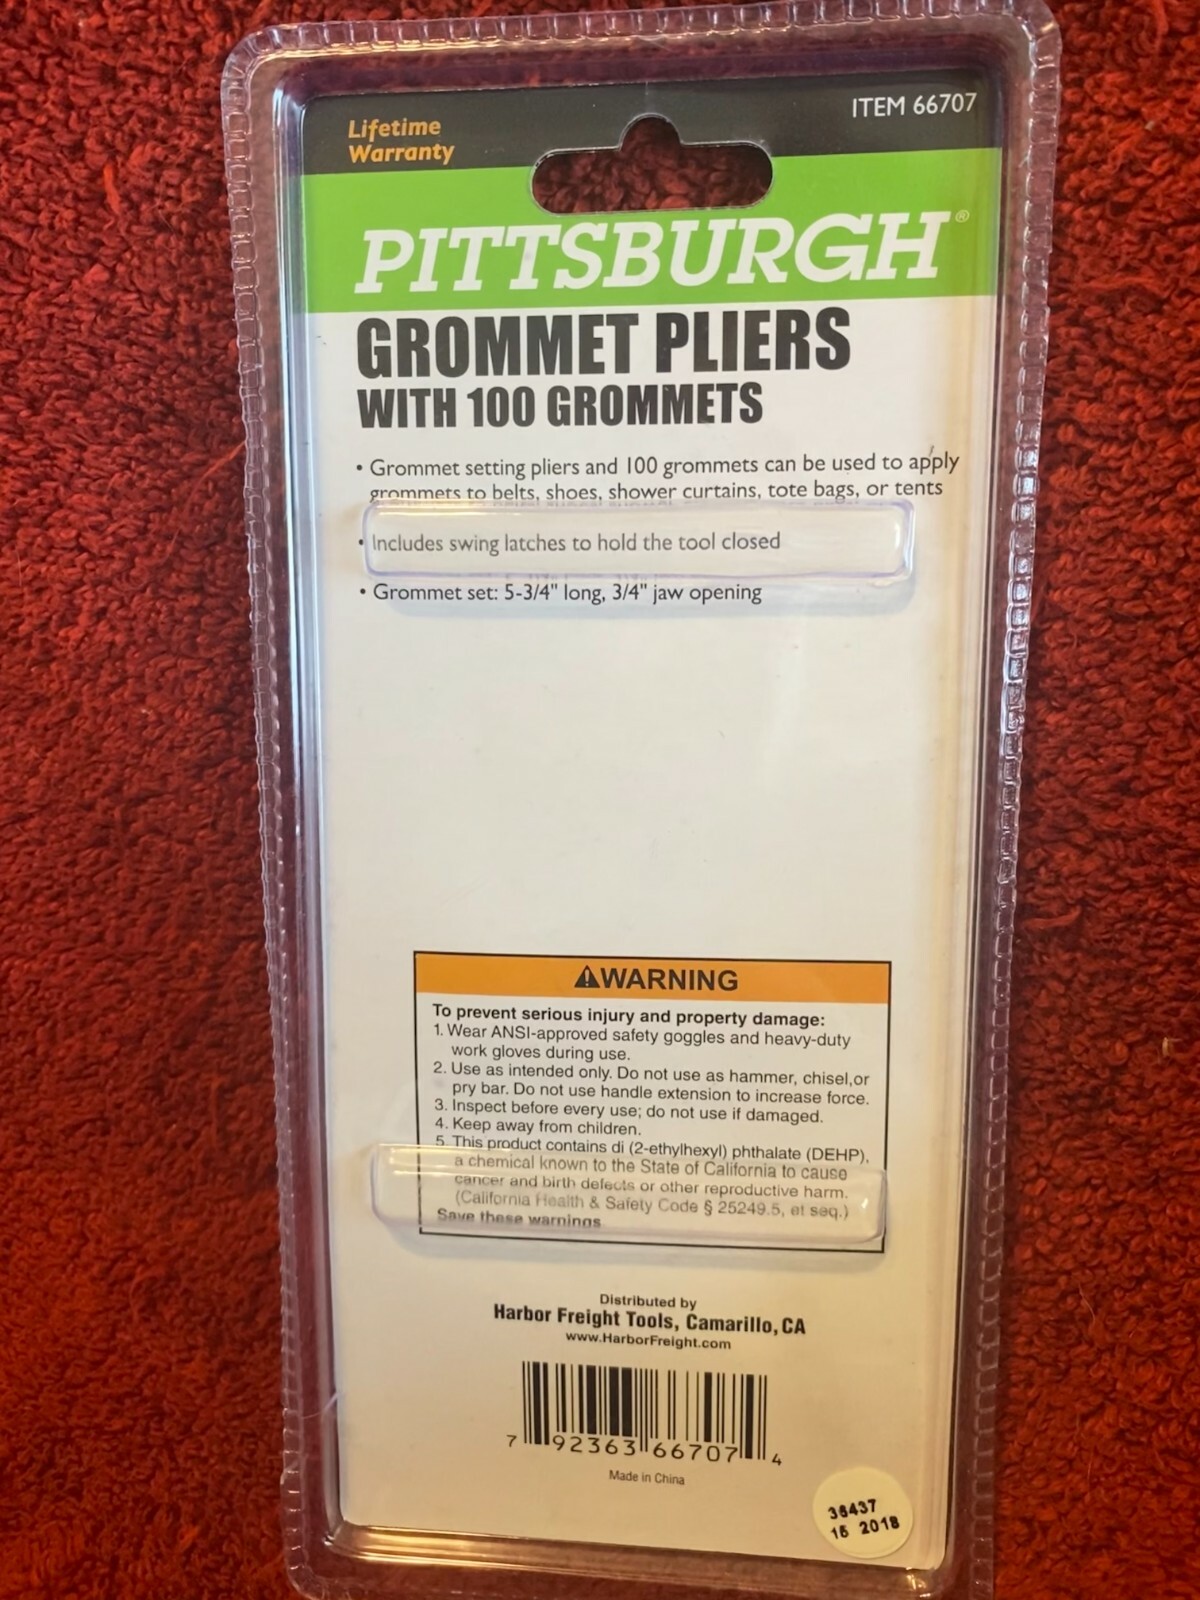 ITEM 66707
Lifetime
Warranty
PITTSBURGH®
GROMMET PLIERS
WITH 100 GROMMETS
• Grommet setting pliers and 100 grommets can be used to apply
grommets to belts, shoes, shower curtains, tote bags, or tents
• Includes swing latches to hold the tool closed
• Grommet set: 5-3/4" long, 3/4" jaw opening
⚠WARNING
To prevent serious injury and property damage:
1. Wear ANSI-approved safety goggles and heavy-duty
work gloves during use.
2. Use as intended only. Do not use as hammer, chisel,or
pry bar. Do not use handle extension to increase force.
3. Inspect before every use; do not use if damaged.
4. Keep away from children.
5. This product contains di (2-ethylhexyl) phthalate (DEHP),
a chemical known to the State of California to cause
cancer and birth defects or other reproductive harm.
(California Health & Safety Code § 25249.5, et seq.)
Save these warnings.
Distributed by
Harbor Freight Tools, Camarillo, CA
www.HarborFreight.com
7 92363 66707 4
Made in China
36437
15 2018